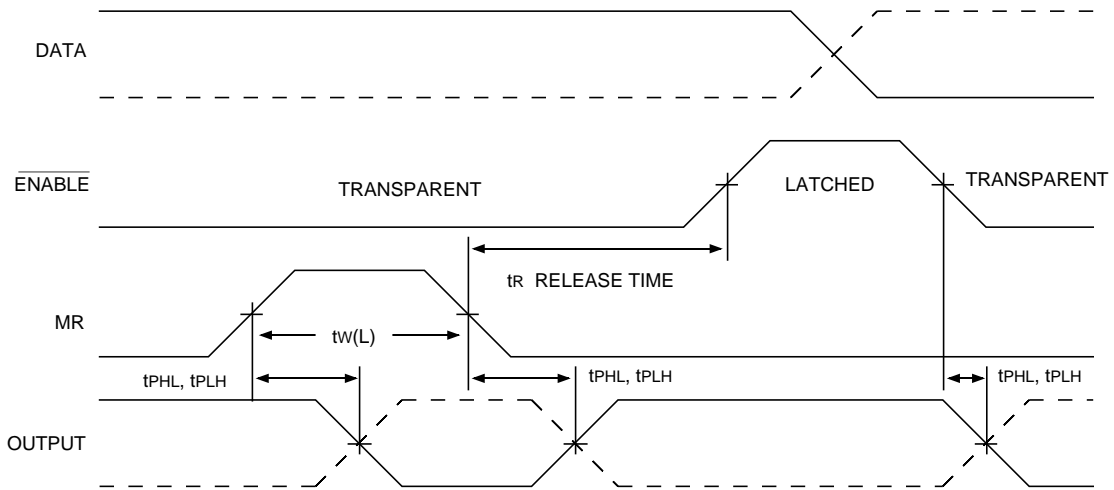 DATA
ENABLE
TRANSPARENT
LATCHED
TRANSPARENT
tR RELEASE TIME
MR
tW(L)
tPHL, tPLH
tPHL, tPLH
tPHL, tPLH
OUTPUT